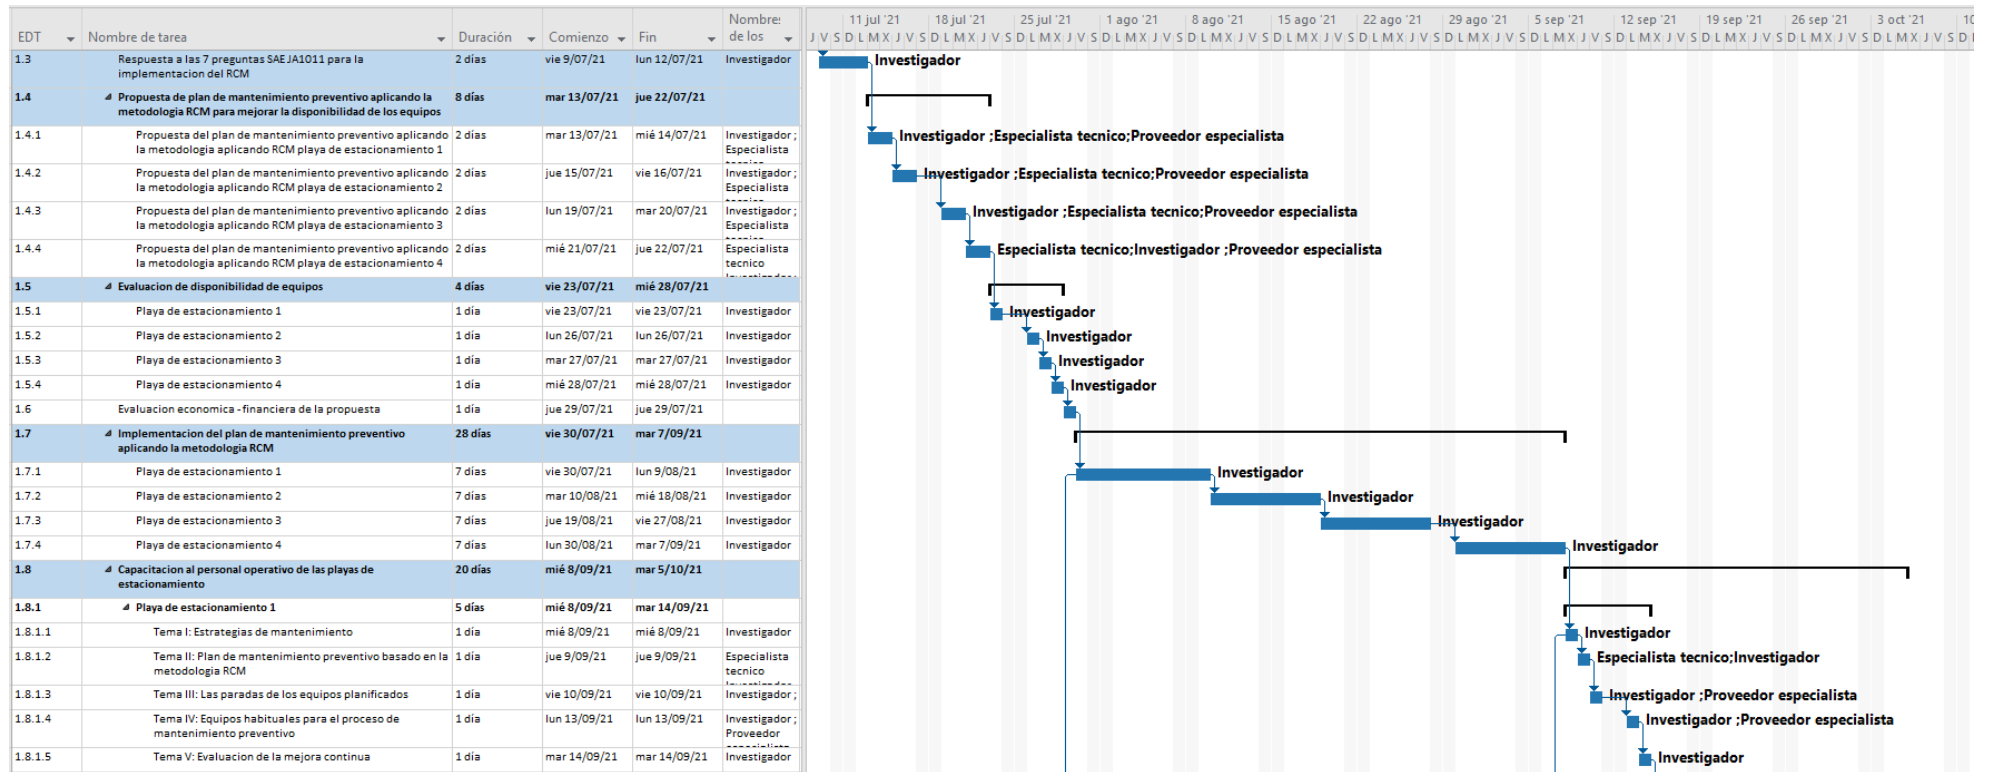 EDT Nombre de tarea Duración Comienzo Fin Nombres de los
11 jul '21 18 jul '21 25 jul '21 1 ago '21 8 ago '21 15 ago '21 22 ago '21 29 ago '21 5 sep '21 12 sep '21 19 sep '21 26 sep '21 3 oct '21 10
J V S D L M X J V S D L M X J V S D L M X J V S D L M X J V S D L M X J V S D L M X J V S D L M X J V S D L M X J V S D L M X J V S D L M X J V S D L M X J V S D L M X J V S D L M X J V S D L M X J V S D
1.3 Respuesta a las 7 preguntas SAE JA1011 para la 2 días vie 9/07/21 lun 12/07/21 Investigador Investigador
implementacion del RCM
1.4 Propuesta de plan de mantenimiento preventivo aplicando la 8 días mar 13/07/21 jue 22/07/21
metodologia RCM para mejorar la disponibilidad de los equipos
1.4.1 Propuesta del plan de mantenimiento preventivo aplicando 2 días mar 13/07/21 mié 14/07/21 Investigador ; Investigador ;Especialista tecnico;Proveedor especialista
la metodologia aplicando RCM playa de estacionamiento 1 Especialista
1.4.2 Propuesta del plan de mantenimiento preventivo aplicando 2 días jue 15/07/21 vie 16/07/21 Investigador ; Investigador ;Especialista tecnico;Proveedor especialista
la metodologia aplicando RCM playa de estacionamiento 2 Especialista
1.4.3 Propuesta del plan de mantenimiento preventivo aplicando 2 días lun 19/07/21 mar 20/07/21 Investigador ; Investigador ;Especialista tecnico;Proveedor especialista
la metodologia aplicando RCM playa de estacionamiento 3 Especialista
1.4.4 Propuesta del plan de mantenimiento preventivo aplicando 2 días mié 21/07/21 jue 22/07/21 Especialista Especialista tecnico;Investigador ;Proveedor especialista
la metodologia aplicando RCM playa de estacionamiento 4 tecnico
1.5 Evaluacion de disponibilidad de equipos 4 días vie 23/07/21 mié 28/07/21
1.5.1 Playa de estacionamiento 1 1 día vie 23/07/21 vie 23/07/21 Investigador Investigador
1.5.2 Playa de estacionamiento 2 1 día lun 26/07/21 lun 26/07/21 Investigador Investigador
1.5.3 Playa de estacionamiento 3 1 día mar 27/07/21 mar 27/07/21 Investigador Investigador
1.5.4 Playa de estacionamiento 4 1 día mié 28/07/21 mié 28/07/21 Investigador Investigador
1.6 Evaluacion economica - financiera de la propuesta 1 día jue 29/07/21 jue 29/07/21
1.7 Implementacion del plan de mantenimiento preventivo 28 días vie 30/07/21 mar 7/09/21
aplicando la metodologia RCM
1.7.1 Playa de estacionamiento 1 7 días vie 30/07/21 lun 9/08/21 Investigador Investigador
1.7.2 Playa de estacionamiento 2 7 días mar 10/08/21 mié 18/08/21 Investigador Investigador
1.7.3 Playa de estacionamiento 3 7 días jue 19/08/21 vie 27/08/21 Investigador Investigador
1.7.4 Playa de estacionamiento 4 7 días lun 30/08/21 mar 7/09/21 Investigador Investigador
1.8 Capacitacion al personal operativo de las playas de 20 días mié 8/09/21 mar 5/10/21
estacionamiento
1.8.1 Playa de estacionamiento 1 5 días mié 8/09/21 mar 14/09/21
1.8.1.1 Tema I: Estrategias de mantenimiento 1 día mié 8/09/21 mié 8/09/21 Investigador Investigador
1.8.1.2 Tema II: Plan de mantenimiento preventivo basado en la 1 día jue 9/09/21 jue 9/09/21 Especialista Especialista tecnico;Investigador
metodologia RCM tecnico
1.8.1.3 Tema III: Las paradas de los equipos planificados 1 día vie 10/09/21 vie 10/09/21 Investigador ; Investigador ;Proveedor especialista
1.8.1.4 Tema IV: Equipos habituales para el proceso de 1 día lun 13/09/21 lun 13/09/21 Investigador ; Investigador ;Proveedor especialista
mantenimiento preventivo Proveedor
1.8.1.5 Tema V: Evaluacion de la mejora continua 1 día mar 14/09/21 mar 14/09/21 Investigador Investigador